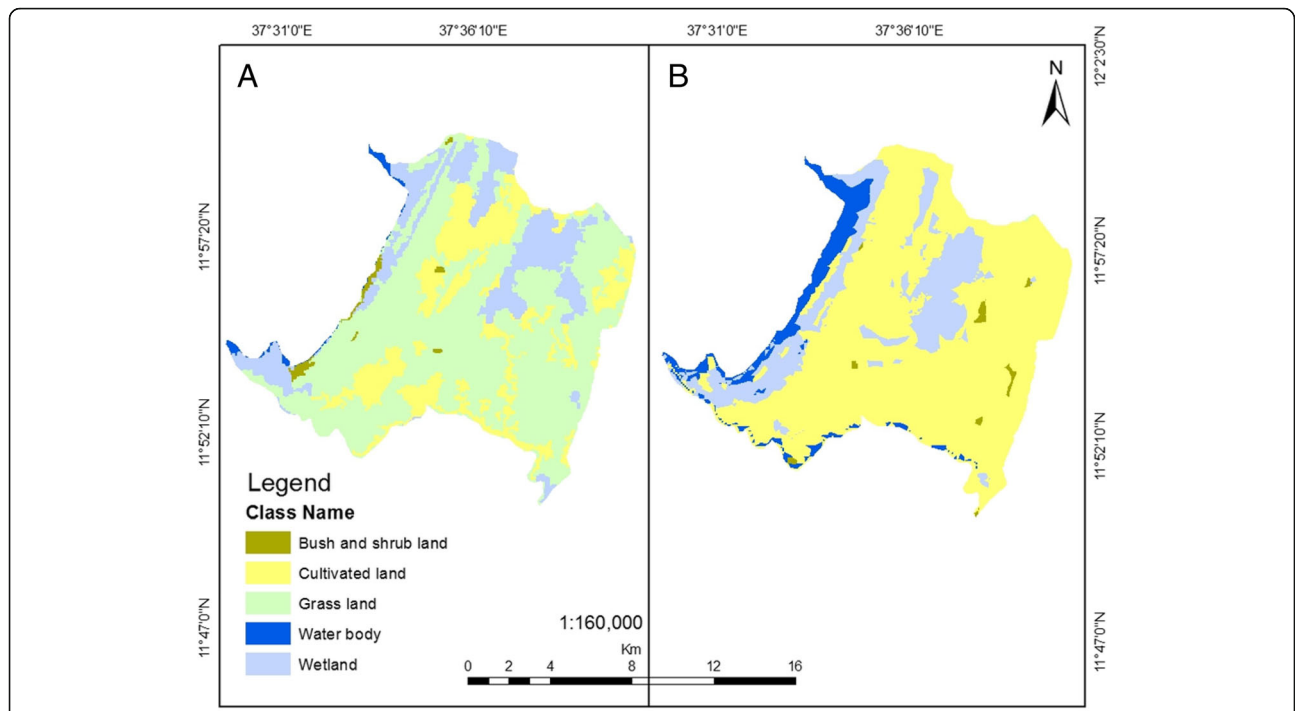 37°31'0"E
37°36'10"E
37°31'0"E
37°36'10"E
A
B
N
12°2'30"N
11°57'20"N
11°57'20"N
11°52'10"N
11°52'10"N
Legend
Class Name
Bush and shrub land
Cultivated land
Grass land
Water body
Wetland
11°47'0"N
11°47'0"N
1:160,000
Km
0 2 4 8 12 16